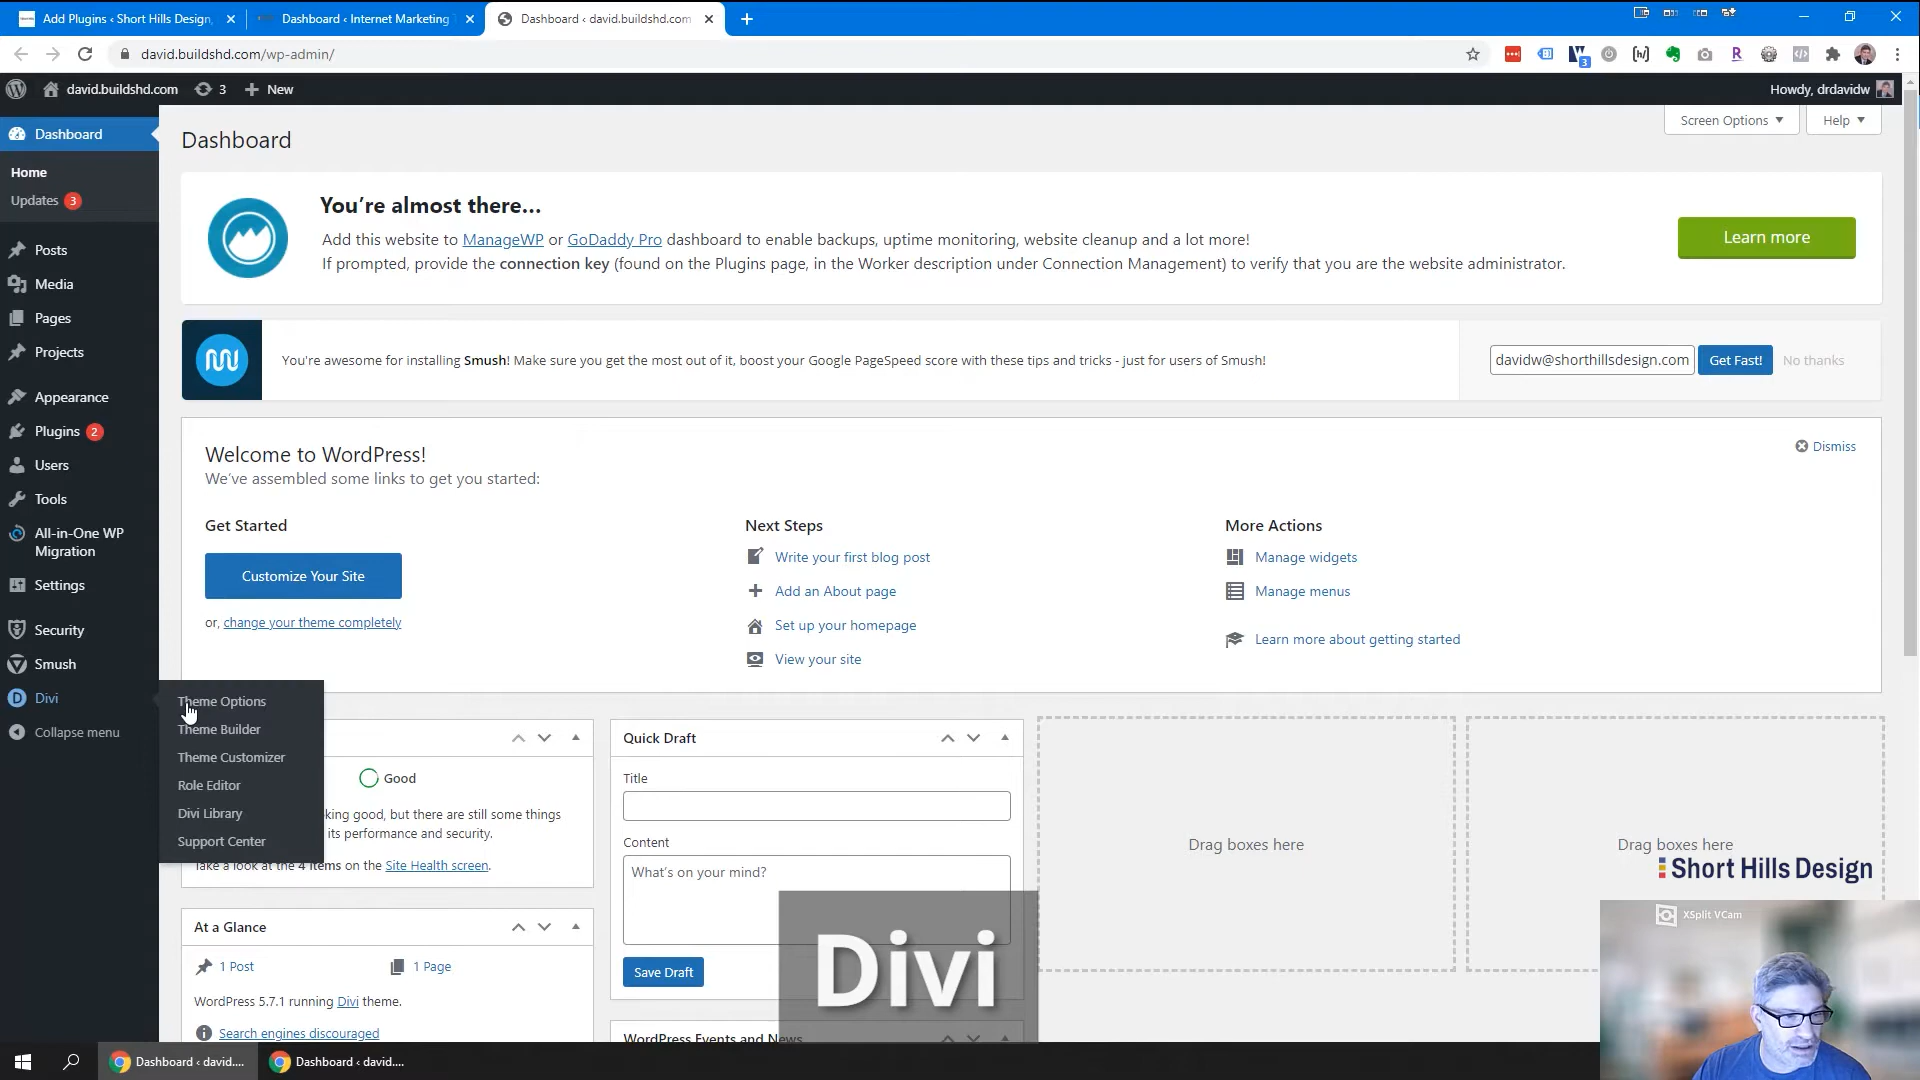 Add Plugins ‹ Short Hills Design,
Dashboard ‹ Internet Marketing T
Dashboard ‹ david.buildshd.com
david.buildshd.com/wp-admin/
3
david.buildshd.com
3
New
Howdy, drdavidw
Dashboard
Home
Updates 3
Posts
Media
Pages
Projects
Appearance
Plugins 2
Users
Tools
All-in-One WP
Migration
Settings
Security
Smush
Divi
Collapse menu
Theme Options
Theme Builder
Theme Customizer
Role Editor
Divi Library
Support Center
Dashboard
Screen Options
Help
You're almost there...
Add this website to ManageWP or GoDaddy Pro dashboard to enable backups, uptime monitoring, website cleanup and a lot more!
If prompted, provide the connection key (found on the Plugins page, in the Worker description under Connection Management) to verify that you are the website administrator.
Learn more
You're awesome for installing Smush! Make sure you get the most out of it, boost your Google PageSpeed score with these tips and tricks - just for users of Smush!
davidw@shorthillsdesign.com
Get Fast!
No thanks
Welcome to WordPress!
We've assembled some links to get you started:
Dismiss
Get Started
Customize Your Site
or, change your theme completely
Next Steps
Write your first blog post
Add an About page
Set up your homepage
View your site
More Actions
Manage widgets
Manage menus
Learn more about getting started
Good
king good, but there are still some things
its performance and security.
Take a look at the 4 items on the Site Health screen.
At a Glance
1 Post
1 Page
WordPress 5.7.1 running Divi theme.
Search engines discouraged
Quick Draft
Title
Content
What's on your mind?
Save Draft
WordPress Events and News
Drag boxes here
Drag boxes here
Short Hills Design
XSplit VCam
Divi
Dashboard ‹ david....
Dashboard ‹ david....